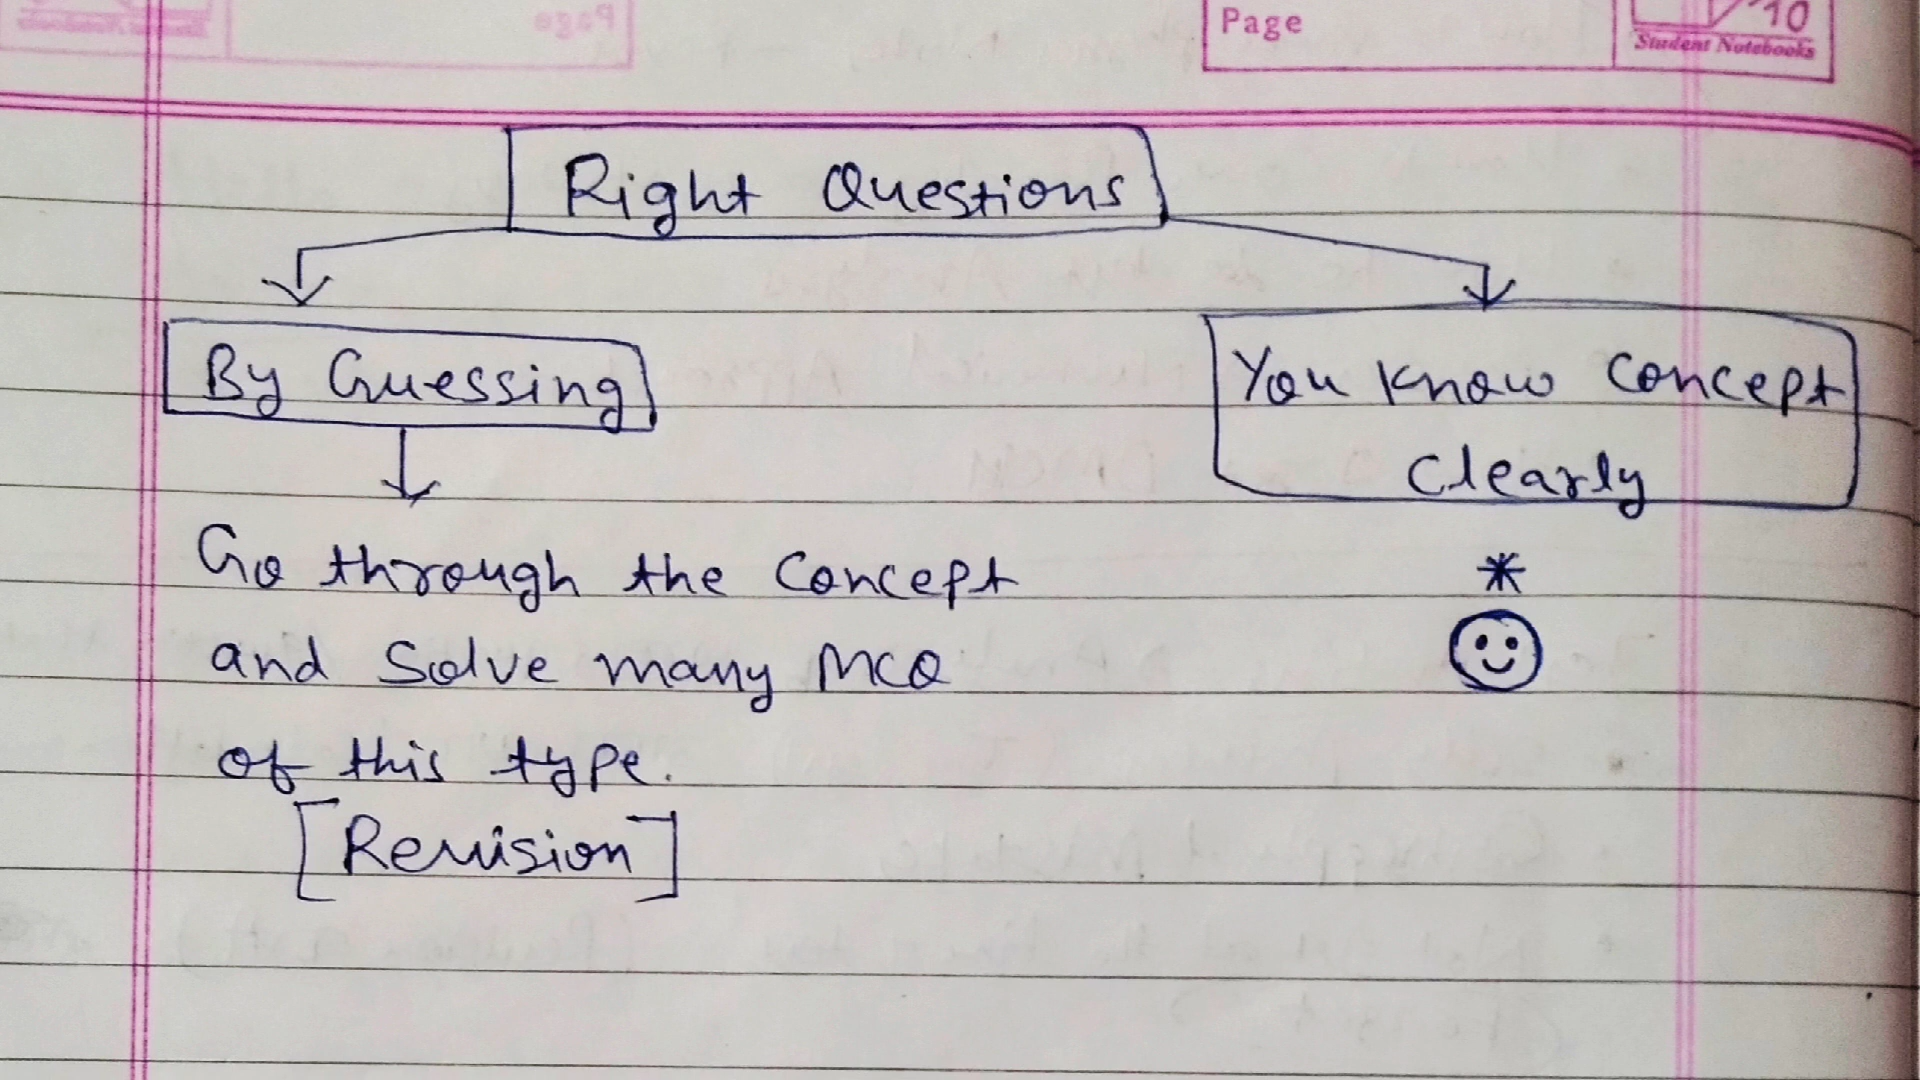 Page
10
Student Notebooks
Right Questions
By Guessing
You Know Concept
Clearly
Go through the Concept
and Solve many MCQ
of this type.
[Revision]
*